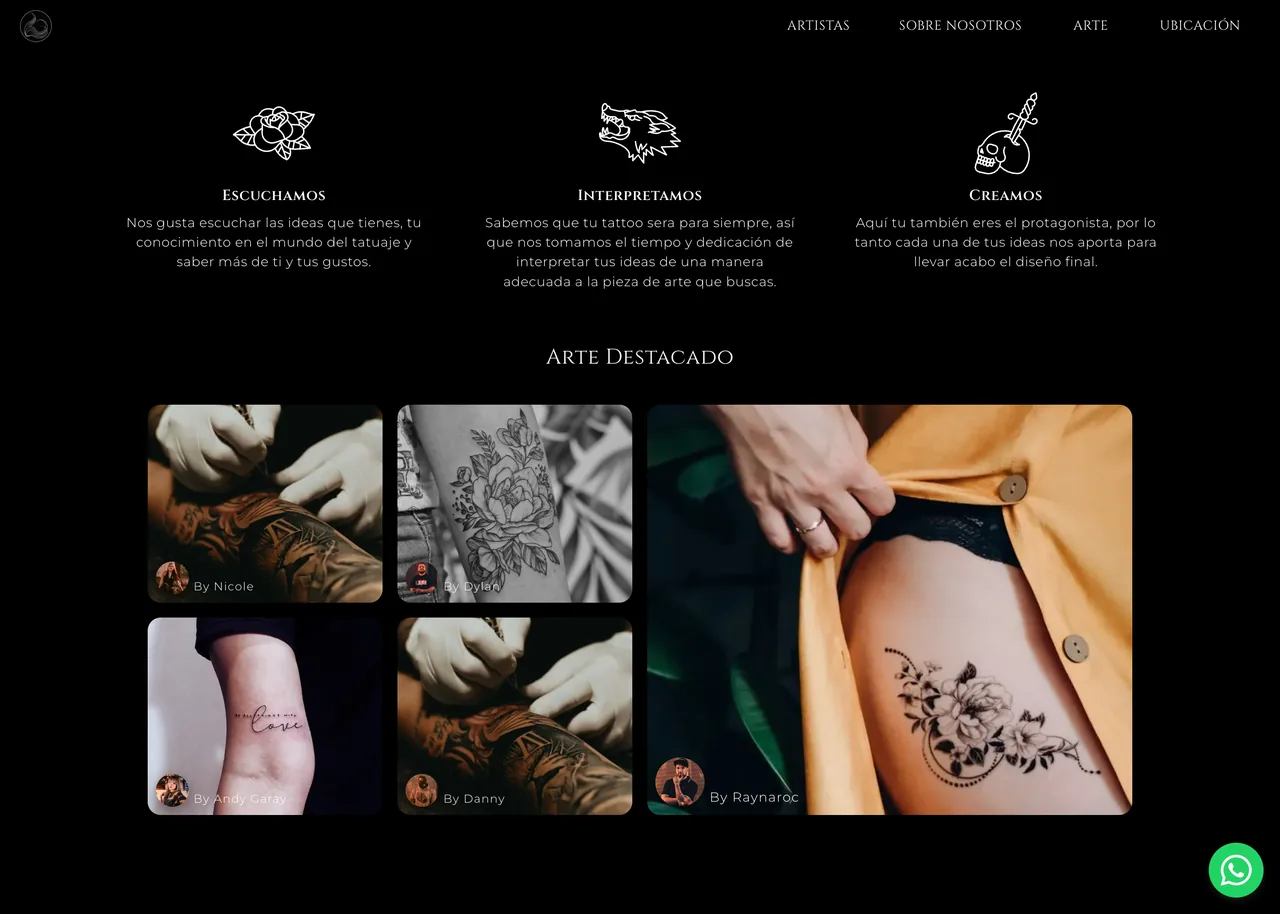 ARTISTAS
SOBRE NOSOTROS
ARTE
UBICACIÓN
Escuchamos
Nos gusta escuchar las ideas que tienes, tu
conocimiento en el mundo del tatuaje y
saber más de ti y tus gustos.
Interpretamos
Sabemos que tu tattoo sera para siempre, así
que nos tomamos el tiempo y dedicación de
interpretar tus ideas de una manera
adecuada a la pieza de arte que buscas.
Creamos
Aquí tu también eres el protagonista, por lo
tanto cada una de tus ideas nos aporta para
llevar acabo el diseño final.
Arte Destacado
By Nicole
By Dylan
love
By Andy Garay
By Danny
By Raynaroc